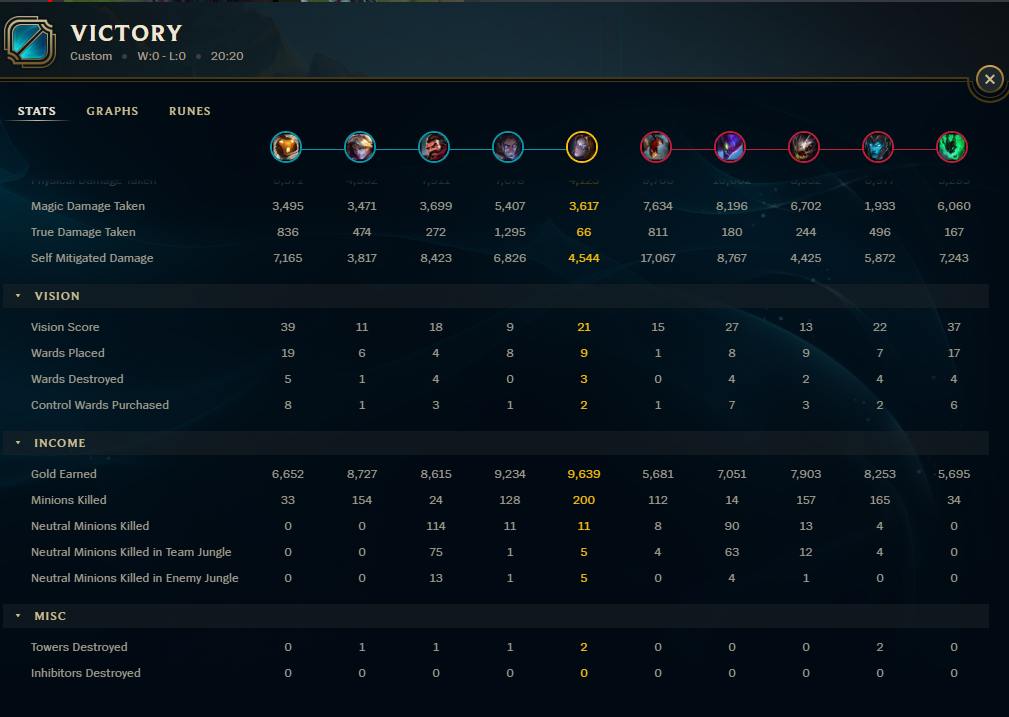 VICTORY
Custom • W:0 - L:0 • 20:20
STATS GRAPHS RUNES
Physical Damage Taken
Magic Damage Taken 3,495 3,471 3,699 5,407 3,617 7,634 8,196 6,702 1,933 6,060
True Damage Taken 836 474 272 1,295 66 811 180 244 496 167
Self Mitigated Damage 7,165 3,817 8,423 6,826 4,544 17,067 8,767 4,425 5,872 7,243
VISION
Vision Score 39 11 18 9 21 15 27 13 22 37
Wards Placed 19 6 4 8 9 1 8 9 7 17
Wards Destroyed 5 1 4 0 3 0 4 2 4 4
Control Wards Purchased 8 1 3 1 2 1 7 3 2 6
INCOME
Gold Earned 6,652 8,727 8,615 9,234 9,639 5,681 7,051 7,903 8,253 5,695
Minions Killed 33 154 24 128 200 112 14 157 165 34
Neutral Minions Killed 0 0 114 11 11 8 90 13 4 0
Neutral Minions Killed in Team Jungle 0 0 75 1 5 4 63 12 4 0
Neutral Minions Killed in Enemy Jungle 0 0 13 1 5 0 4 1 0 0
MISC
Towers Destroyed 0 1 1 1 2 0 0 0 2 0
Inhibitors Destroyed 0 0 0 0 0 0 0 0 0 0